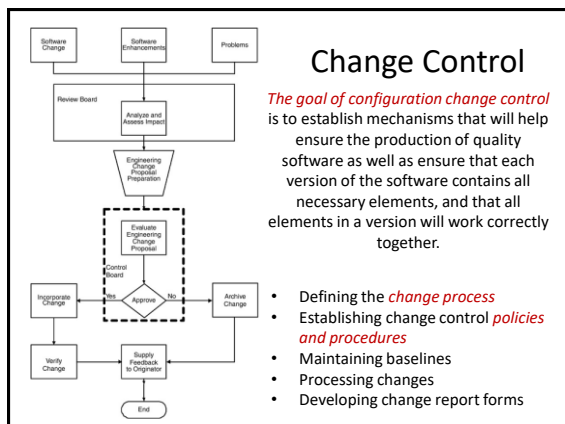 Software
Change
Software
Enhancements
Problems
Review Board
Analyze and
Assess Impact
Engineering
Change
Proposal
Preparation
Evaluate
Engineering
Change
Proposal
Control
Board
Yes
Approve
No
Incorporate
Change
Archive
Change
Verify
Change
Supply
Feedback
to Originator
End
Change Control
The goal of configuration change control
is to establish mechanisms that will help
ensure the production of quality
software as well as ensure that each
version of the software contains all
necessary elements, and that all
elements in a version will work correctly
together.
• Defining the change process
• Establishing change control policies
and procedures
• Maintaining baselines
• Processing changes
• Developing change report forms